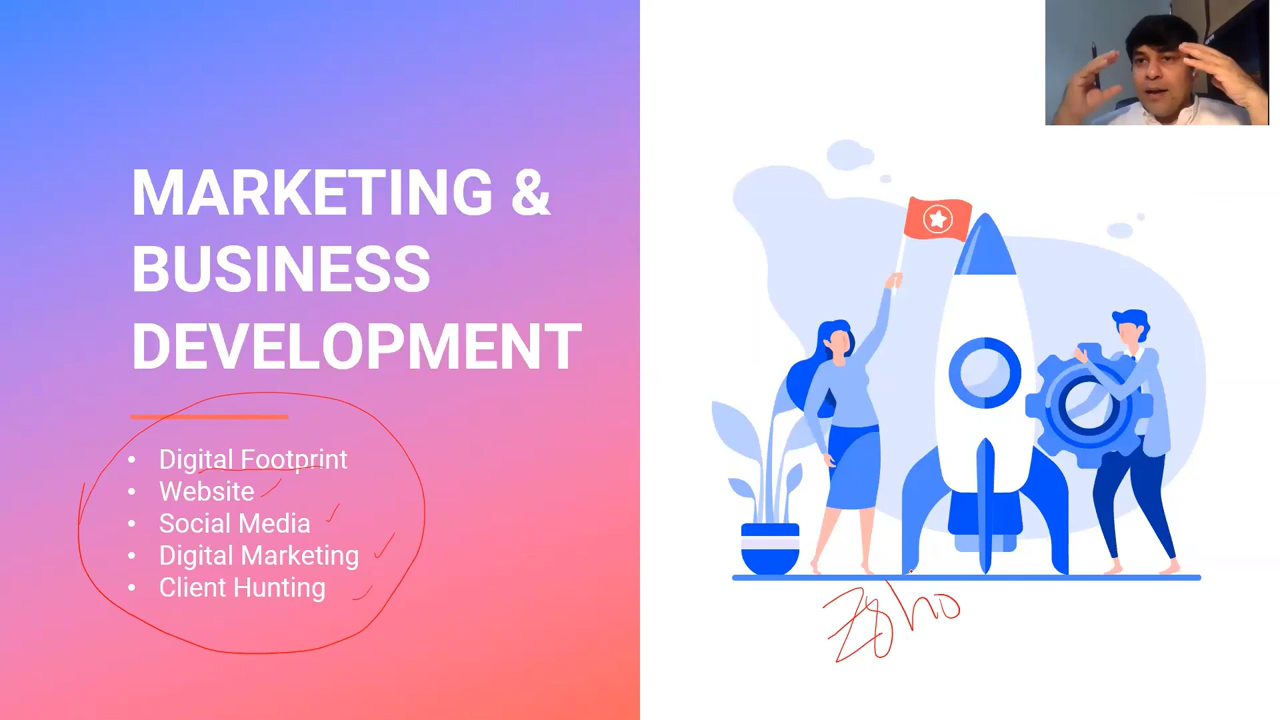 MARKETING &
BUSINESS
DEVELOPMENT
• Digital Footprint
• Website
• Social Media
• Digital Marketing
• Client Hunting
Zoho